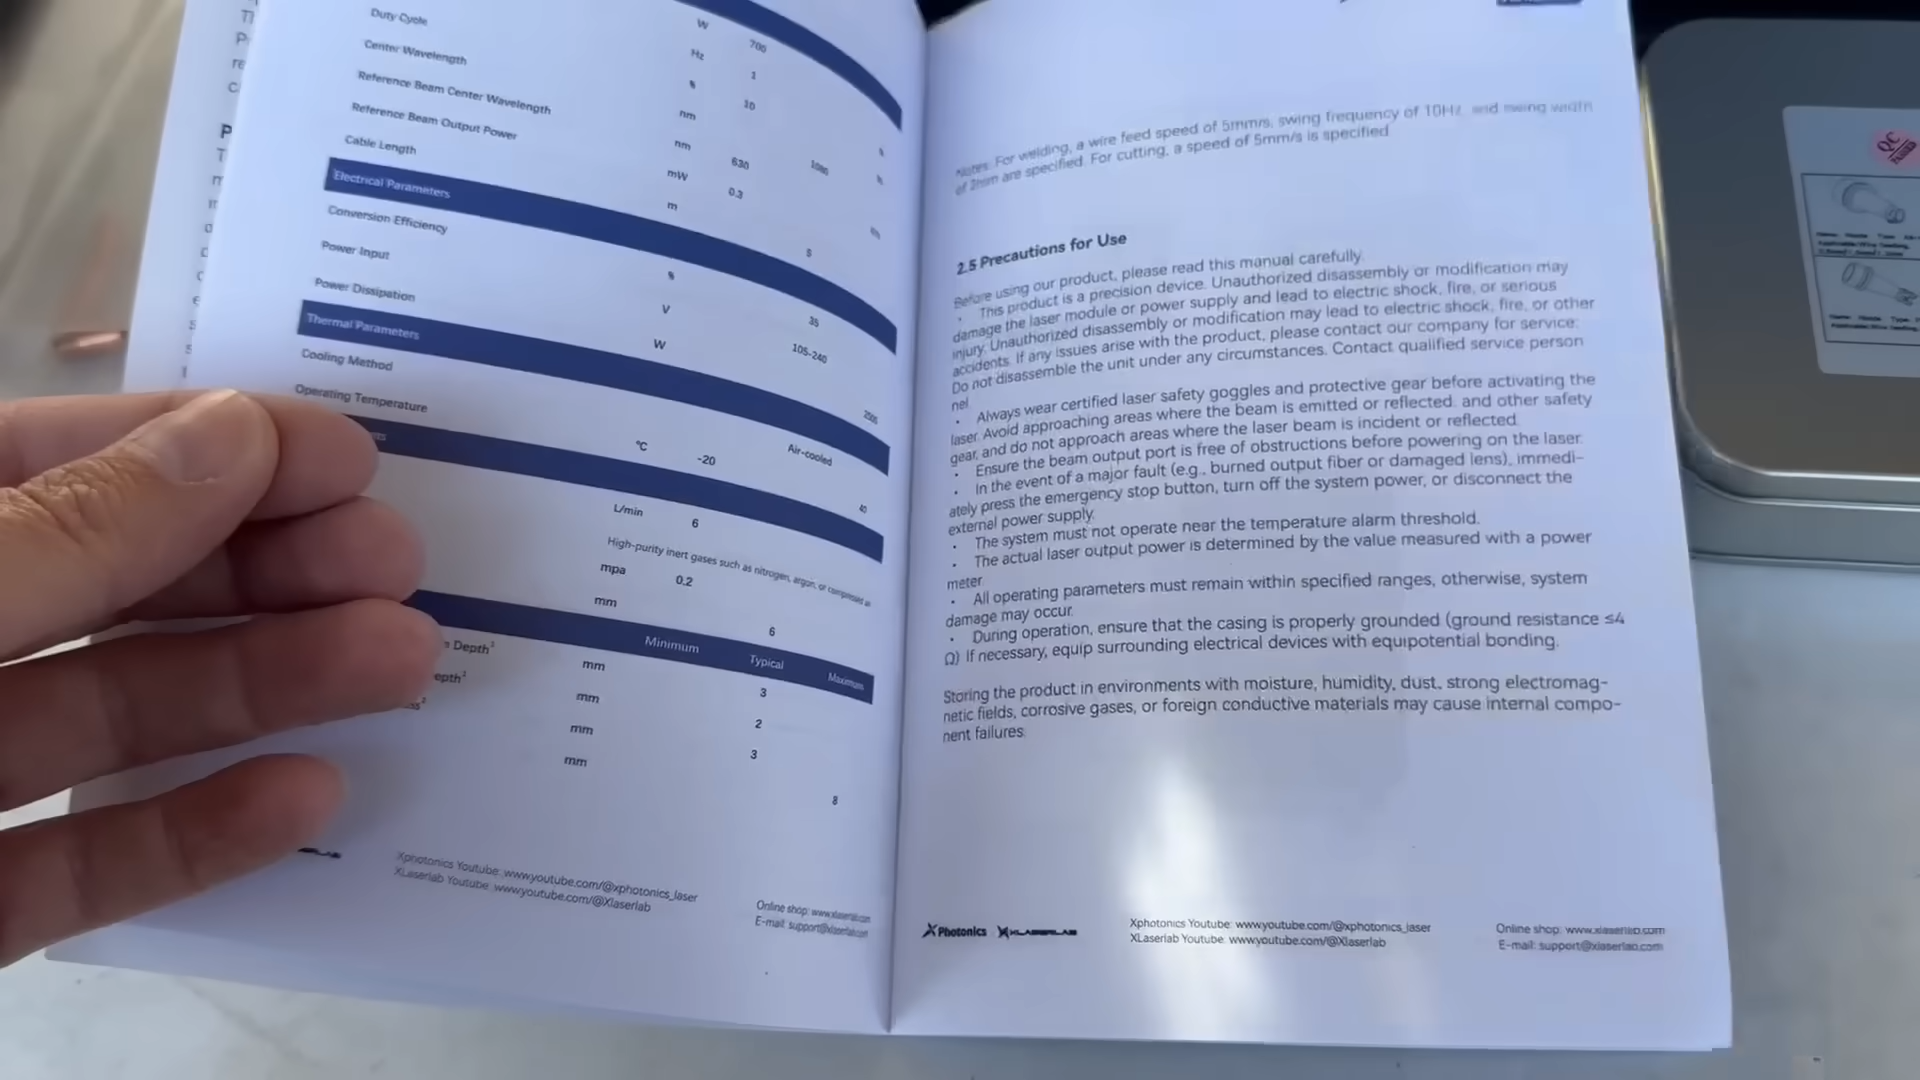 Duty Cycle W 700
Center Wavelength Hz 1
Reference Beam Center Wavelength % 10
Reference Beam Output Power nm
Cable Length nm 630 1080
mW 0.3
Electrical Parameters m
Conversion Efficiency 5
Power Input %
Power Dissipation V 35
Thermal Parameters W 105-240
Cooling Method
Operating Temperature Air-cooled
℃ -20 40
L/min 6
High-purity inert gases such as nitrogen, argon, or compressed
mpa 0.2
mm 6
Minimum Typical Maximum
Depth¹ mm 3
epth² mm 2
mm 3
mm 8
Xphotonics Youtube: www.youtube.com/@xphotonics_laser
XLaserlab Youtube: www.youtube.com/@Xlaserlab
Online shop: www.xlaserlab.com
E-mail: support@xlaserlab.com
Notes: For welding, a wire feed speed of 5mm/s, swing frequency of 10Hz, and swing width
of 2mm are specified. For cutting, a speed of 5mm/s is specified
2.5 Precautions for Use
Before using our product, please read this manual carefully.
· This product is a precision device. Unauthorized disassembly or modification may
damage the laser module or power supply and lead to electric shock, fire, or serious
injury. Unauthorized disassembly or modification may lead to electric shock, fire, or other
accidents. If any issues arise with the product, please contact our company for service.
Do not disassemble the unit under any circumstances. Contact qualified service person
nel.
· Always wear certified laser safety goggles and protective gear before activating the
laser. Avoid approaching areas where the beam is emitted or reflected. and other safety
gear, and do not approach areas where the laser beam is incident or reflected.
· Ensure the beam output port is free of obstructions before powering on the laser.
· In the event of a major fault (e.g., burned output fiber or damaged lens), immedi-
ately press the emergency stop button, turn off the system power, or disconnect the
external power supply.
· The system must not operate near the temperature alarm threshold.
· The actual laser output power is determined by the value measured with a power
meter.
· All operating parameters must remain within specified ranges, otherwise, system
damage may occur.
· During operation, ensure that the casing is properly grounded (ground resistance ≤4
Ω) If necessary, equip surrounding electrical devices with equipotential bonding.
Storing the product in environments with moisture, humidity, dust, strong electromag-
netic fields, corrosive gases, or foreign conductive materials may cause internal compo-
nent failures.
XPhotonics XLASERLAB
Xphotonics Youtube: www.youtube.com/@xphotonics_laser
XLaserlab Youtube: www.youtube.com/@Xlaserlab
Online shop: www.xlaserlab.com
E-mail: support@xlaserlab.com
QC